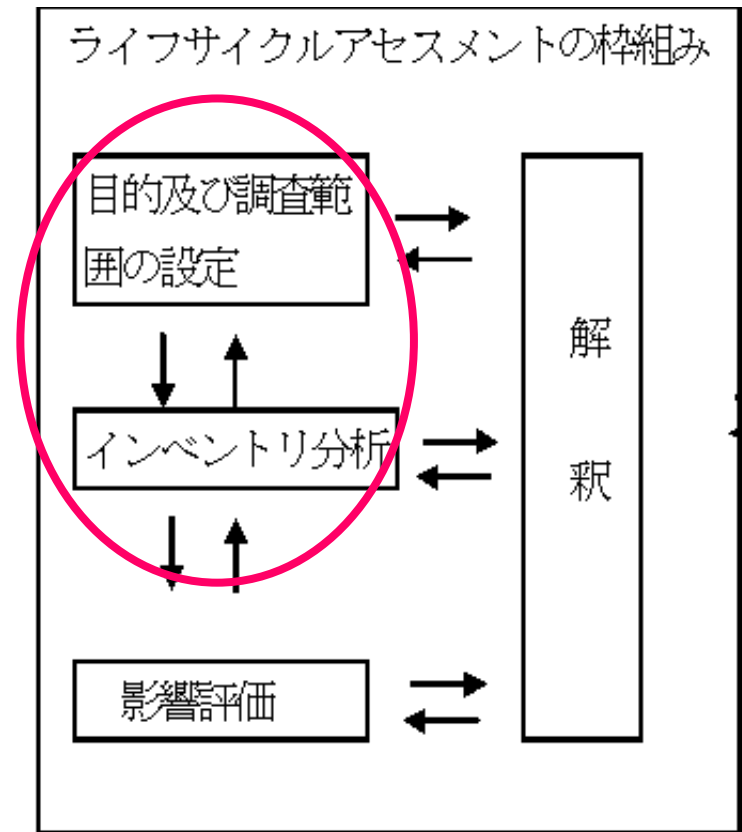 ライフサイクルアセスメントの枠組み
目的及び調査範
囲の設定
インベントリ分析
影響評価
解
釈